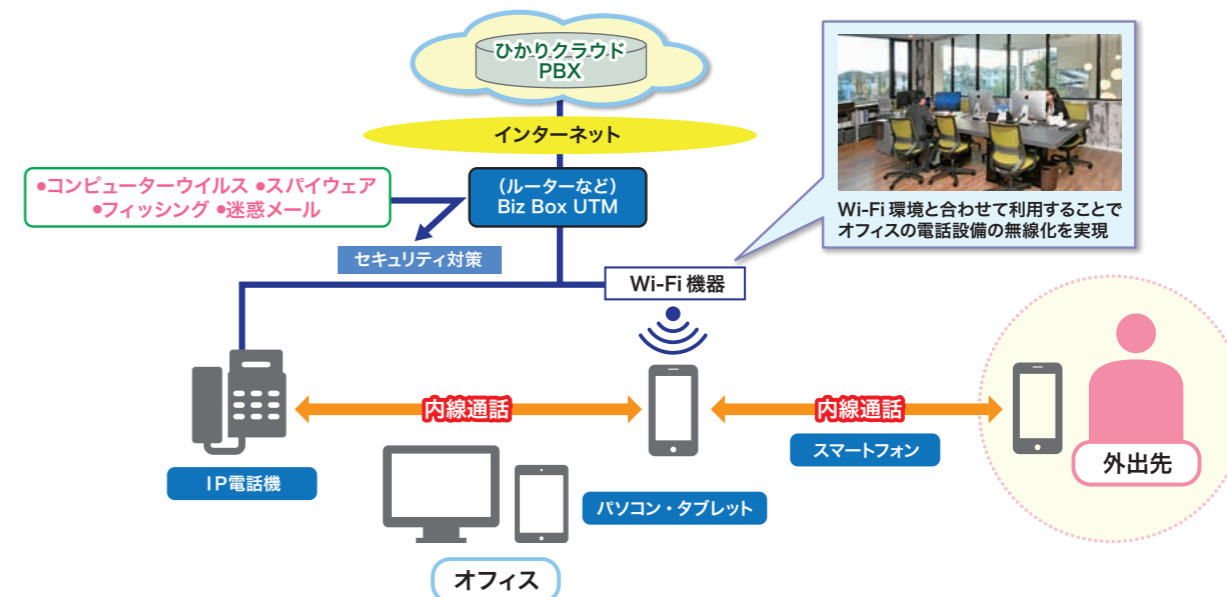 ひかりクラウド
PBX
インターネット
●コンピューターウイルス ●スパイウェア
●フィッシング ●迷惑メール
（ルーターなど）
Biz Box UTM
セキュリティ対策
Wi-Fi 環境と合わせて利用することで
オフィスの電話設備の無線化を実現
Wi-Fi 機器
内線通話
内線通話
スマートフォン
外出先
IP電話機
パソコン・タブレット
オフィス